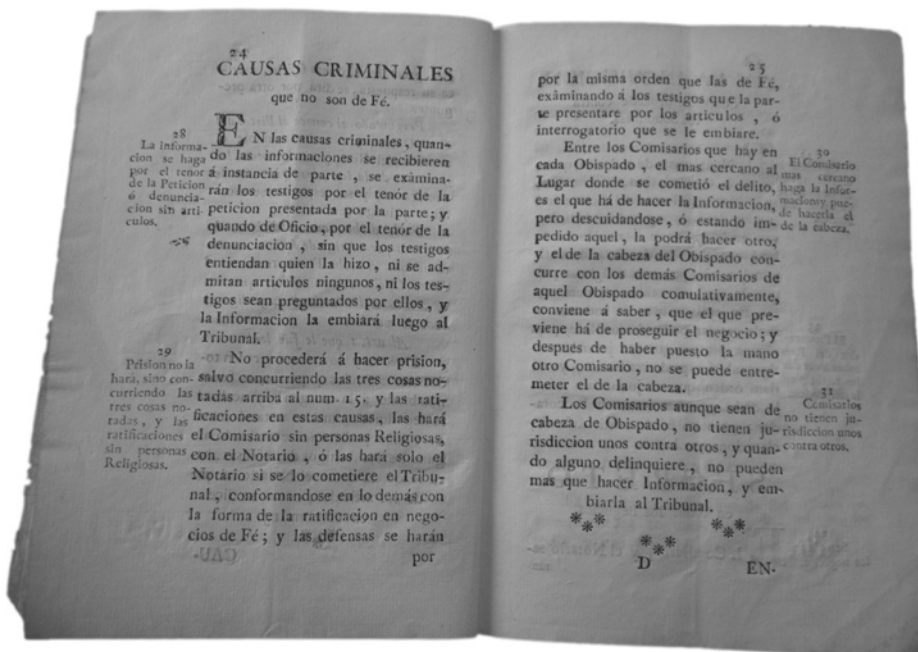 24
CAUSAS CRIMINALES
que no son de Fé.
28
La informa-
cion se haga
por el tenor
de la Peticion
ó denuncia-
cion sin arti-
culos.
EN las causas criminales, quan-
do las informaciones se recibieren
á instancia de parte, se exâmina-
rán los testigos por el tenór de la
peticion presentada por la parte; y
quando de Oficio, por el tenór de la
denunciacion, sin que los testigos
entiendan quien la hizo, ni se ad-
mitan articulos ningunos, ni los tes-
tigos sean preguntados por ellos, y
la Informacion la embiará luego al
Tribunal.
29
Prision no la
hará, sino con-
curriendo las
tres cosas no-
tadas, y las
ratificaciones
sin personas
Religiosas.
No procederá á hacer prision,
salvo concurriendo las tres cosas no-
tadas arriba al num. 15. y las rati-
ficaciones en estas causas, las hará
el Comisario sin personas Religiosas,
con el Notario, ó las hará solo el
Notario si se lo cometiere el Tribu-
nal, conformandose en lo demás con
la forma de la ratificacion en nego-
cios de Fé; y las defensas se harán
por
25
por la misma orden que las de Fé,
exâminando á los testigos que la par-
te presentare por los articulos, ó
interrogatorio que se le embiare.
Entre los Comisarios que hay en
cada Obispado, el mas cercano al
Lugar donde se cometió el delito,
es el que há de hacer la Informacion,
pero descuidandose, ó estando im-
pedido aquel, la podrá hacer otro,
y el de la cabeza del Obispado con-
curre con los demás Comisarios de
aquel Obispado comulativamente,
conviene á saber, que el que pre-
viene há de proseguir el negocio; y
despues de haber puesto la mano
otro Comisario, no se puede entre-
meter el de la cabeza.
30
El Comisario
mas cercano
haga la Infor-
macion y pue-
de hacerla el
de la cabeza.
Los Comisarios aunque sean de
cabeza de Obispado, no tienen ju-
risdiccion unos contra otros, y quan-
do alguno delinquiere, no pueden
mas que hacer Informacion, y em-
biarla al Tribunal.
31
Comisarios
no tienen ju-
risdiccion unos
contra otros.
D
EN-